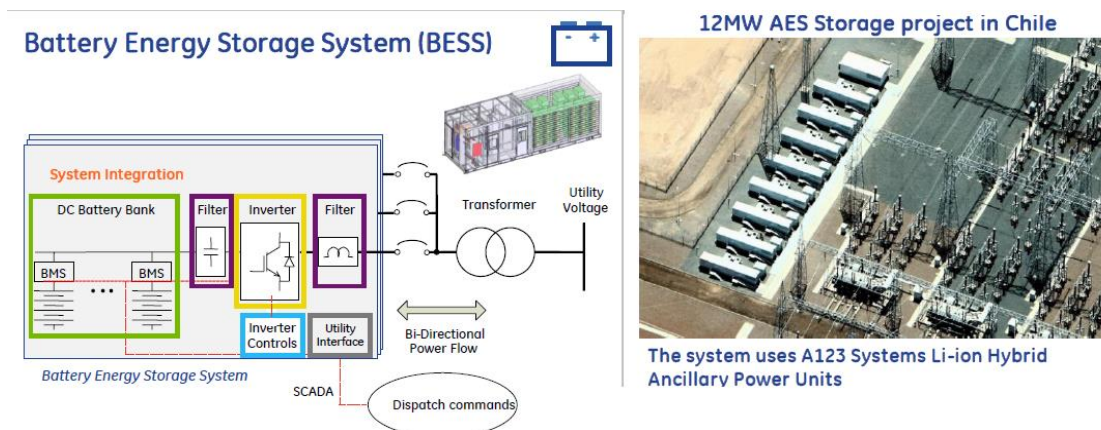 Battery Energy Storage System (BESS)
- +
System Integration
DC Battery Bank
Filter
Inverter
Filter
BMS
BMS
Inverter
Controls
Utility
Interface
Battery Energy Storage System
SCADA
Dispatch commands
Bi-Directional
Power Flow
Transformer
Utility
Voltage
12MW AES Storage project in Chile
The system uses A123 Systems Li-ion Hybrid
Ancillary Power Units